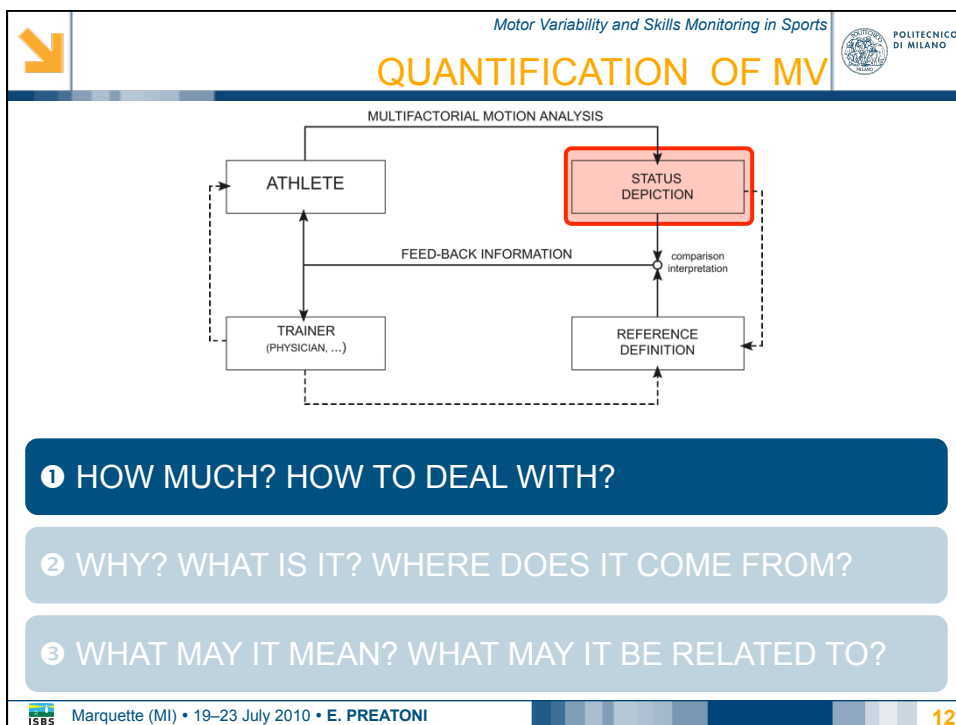 Motor Variability and Skills Monitoring in Sports
POLITECNICO
DI MILANO
QUANTIFICATION OF MV
MULTIFACTORIAL MOTION ANALYSIS
ATHLETE
STATUS
DEPICTION
FEED-BACK INFORMATION
comparison
interpretation
TRAINER
(PHYSICIAN, ...)
REFERENCE
DEFINITION
❶ HOW MUCH? HOW TO DEAL WITH?
❷ WHY? WHAT IS IT? WHERE DOES IT COME FROM?
❸ WHAT MAY IT MEAN? WHAT MAY IT BE RELATED TO?
ISBS Marquette (MI) • 19–23 July 2010 • E. PREATONI
12